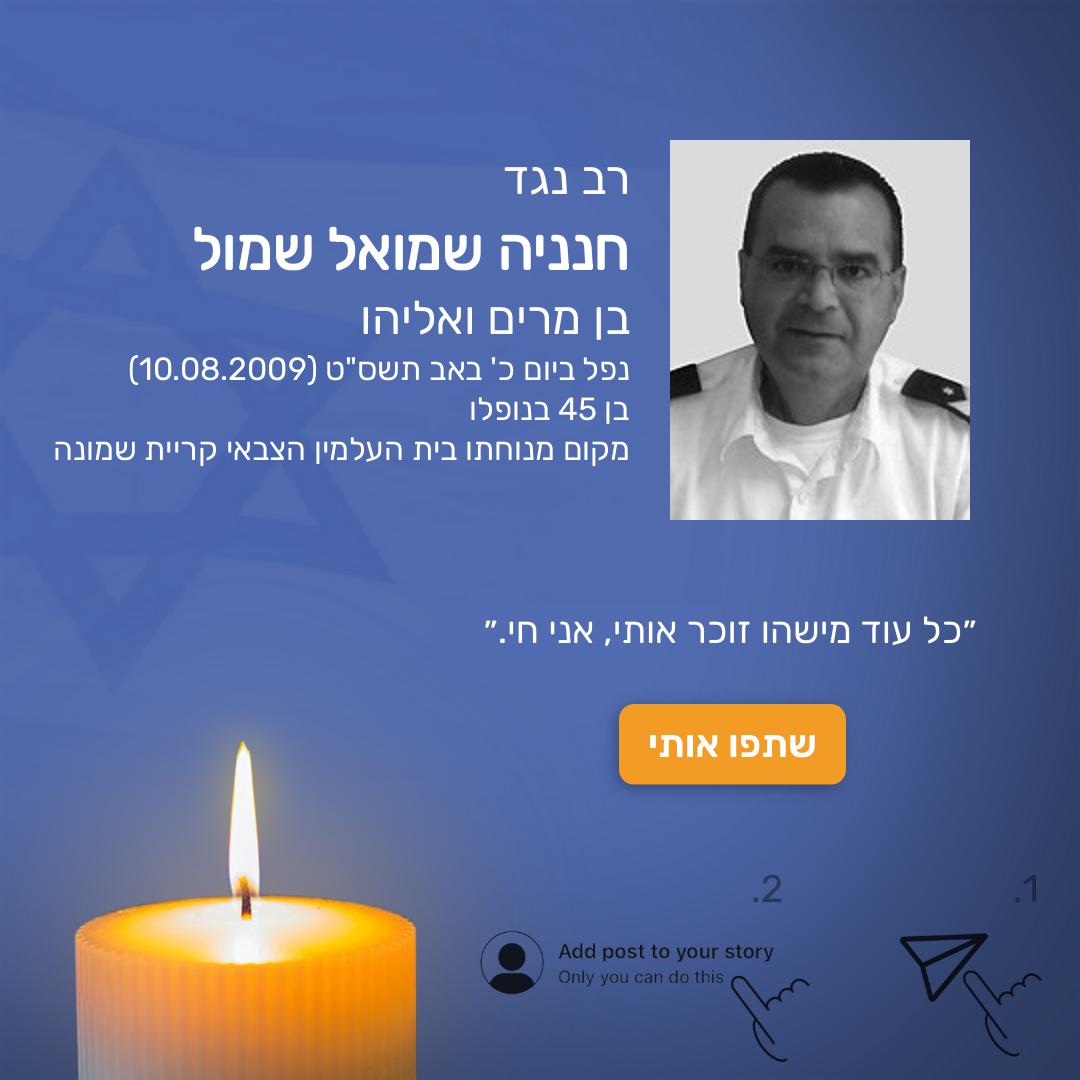 רב נגד
חנניה שמואל שמול
בן מרים ואליהו
נפל ביום כ' באב תשס"ט (10.08.2009)
בן 45 בנופלו
מקום מנוחתו בית העלמין הצבאי קריית שמונה
״כל עוד מישהו זוכר אותי, אני חי.״
שתפו אותי
.1
.2
Add post to your story
Only you can do this